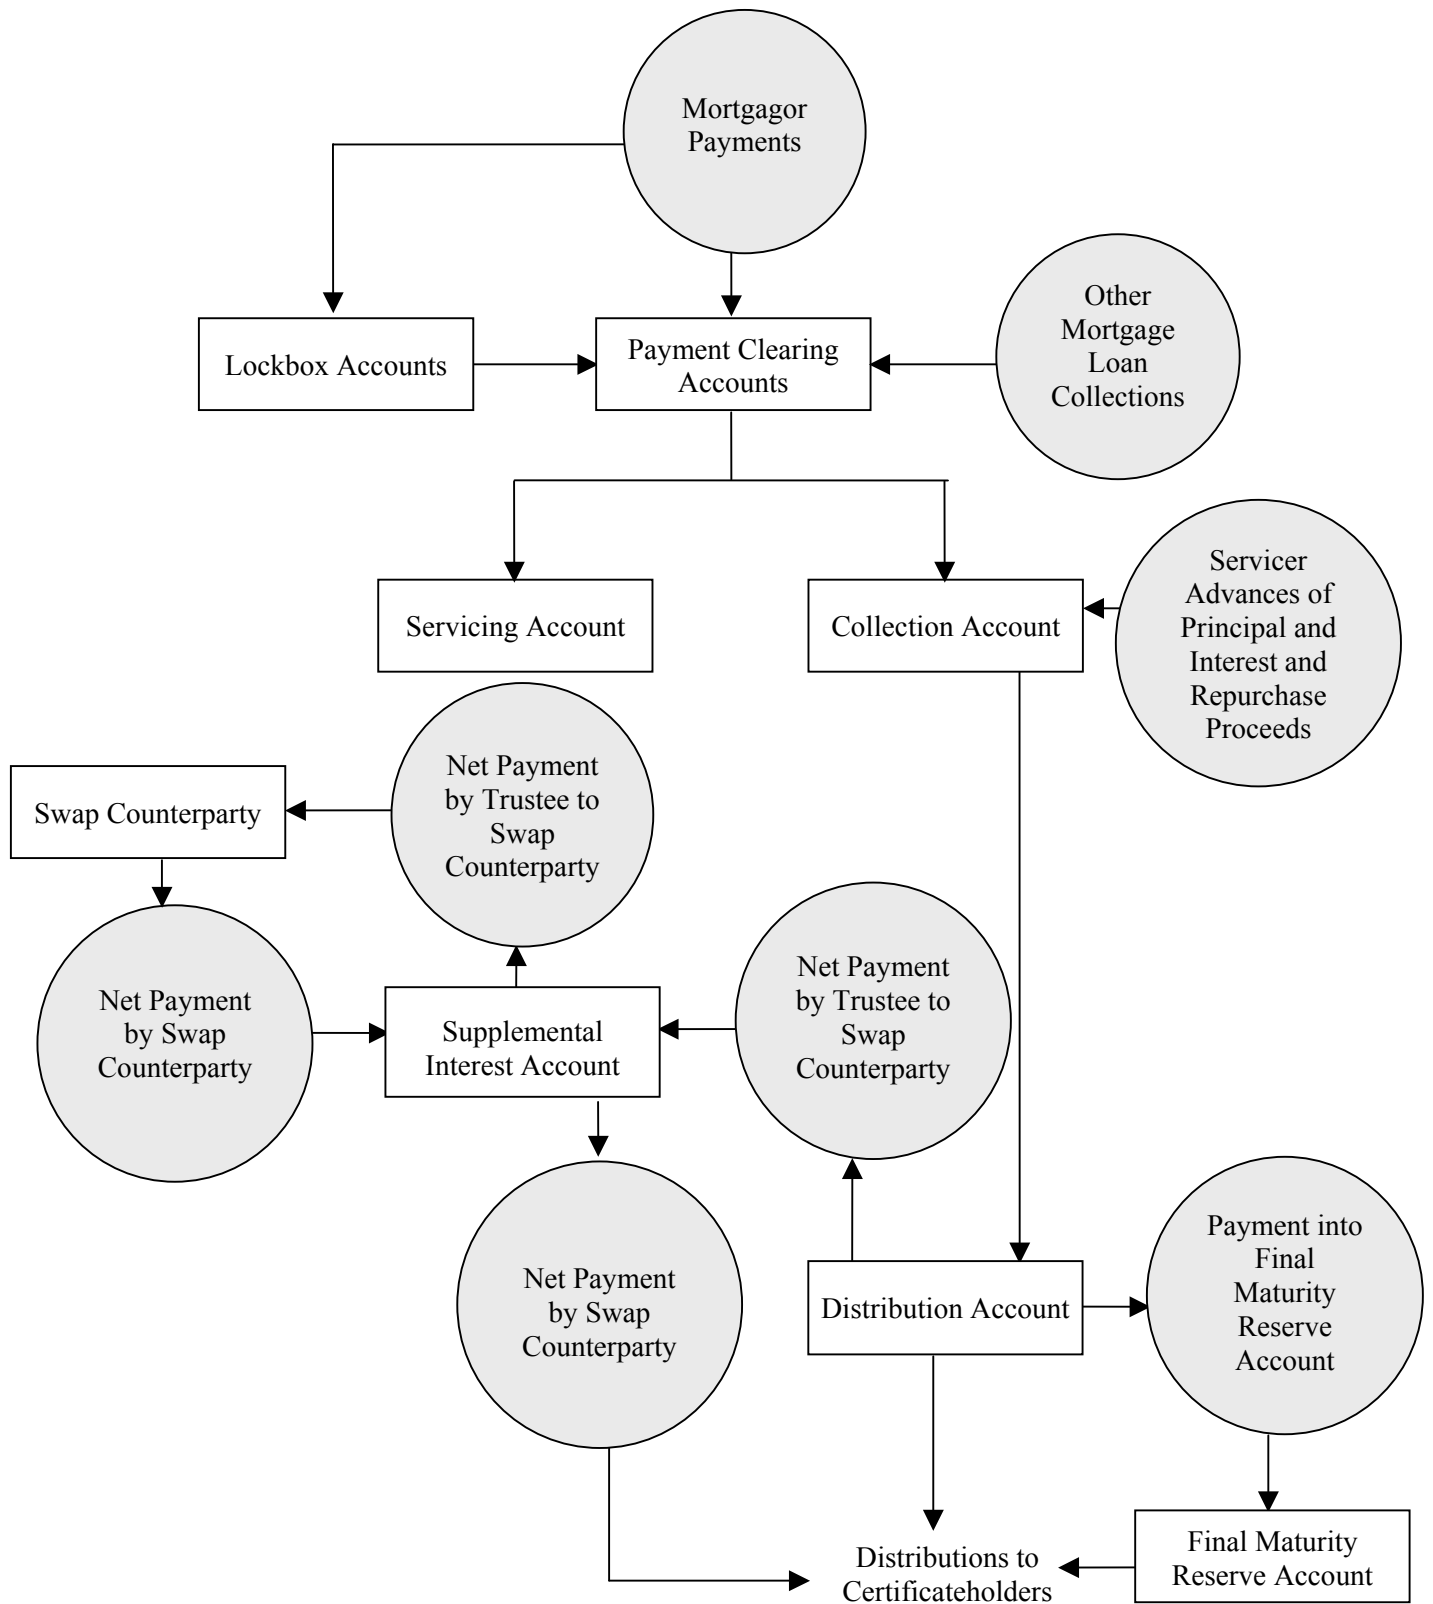 Mortgagor
Payments
Other
Mortgage
Loan
Collections
Lockbox Accounts
Payment Clearing
Accounts
Servicer
Advances of
Principal and
Interest and
Repurchase
Proceeds
Servicing Account
Collection Account
Net Payment
by Trustee to
Swap
Counterparty
Swap Counterparty
Net Payment
by Trustee to
Swap
Counterparty
Net Payment
by Swap
Counterparty
Supplemental
Interest Account
Payment into
Final
Maturity
Reserve
Account
Net Payment
by Swap
Counterparty
Distribution Account
Final Maturity
Reserve Account
Distributions to
Certificateholders